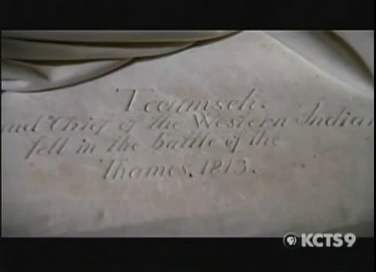 Tecumseh.
and Chief of the Western Indian
fell in the battle of the
Thames, 1813.
KCTS9